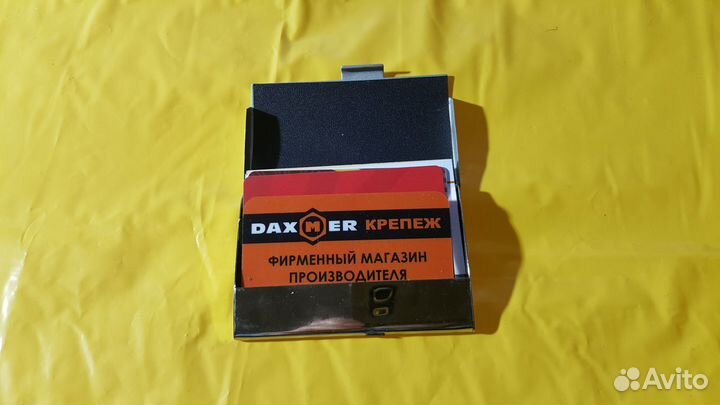 DAXMER КРЕПЕЖ
ФИРМЕННЫЙ МАГАЗИН
ПРОИЗВОДИТЕЛЯ
Avito